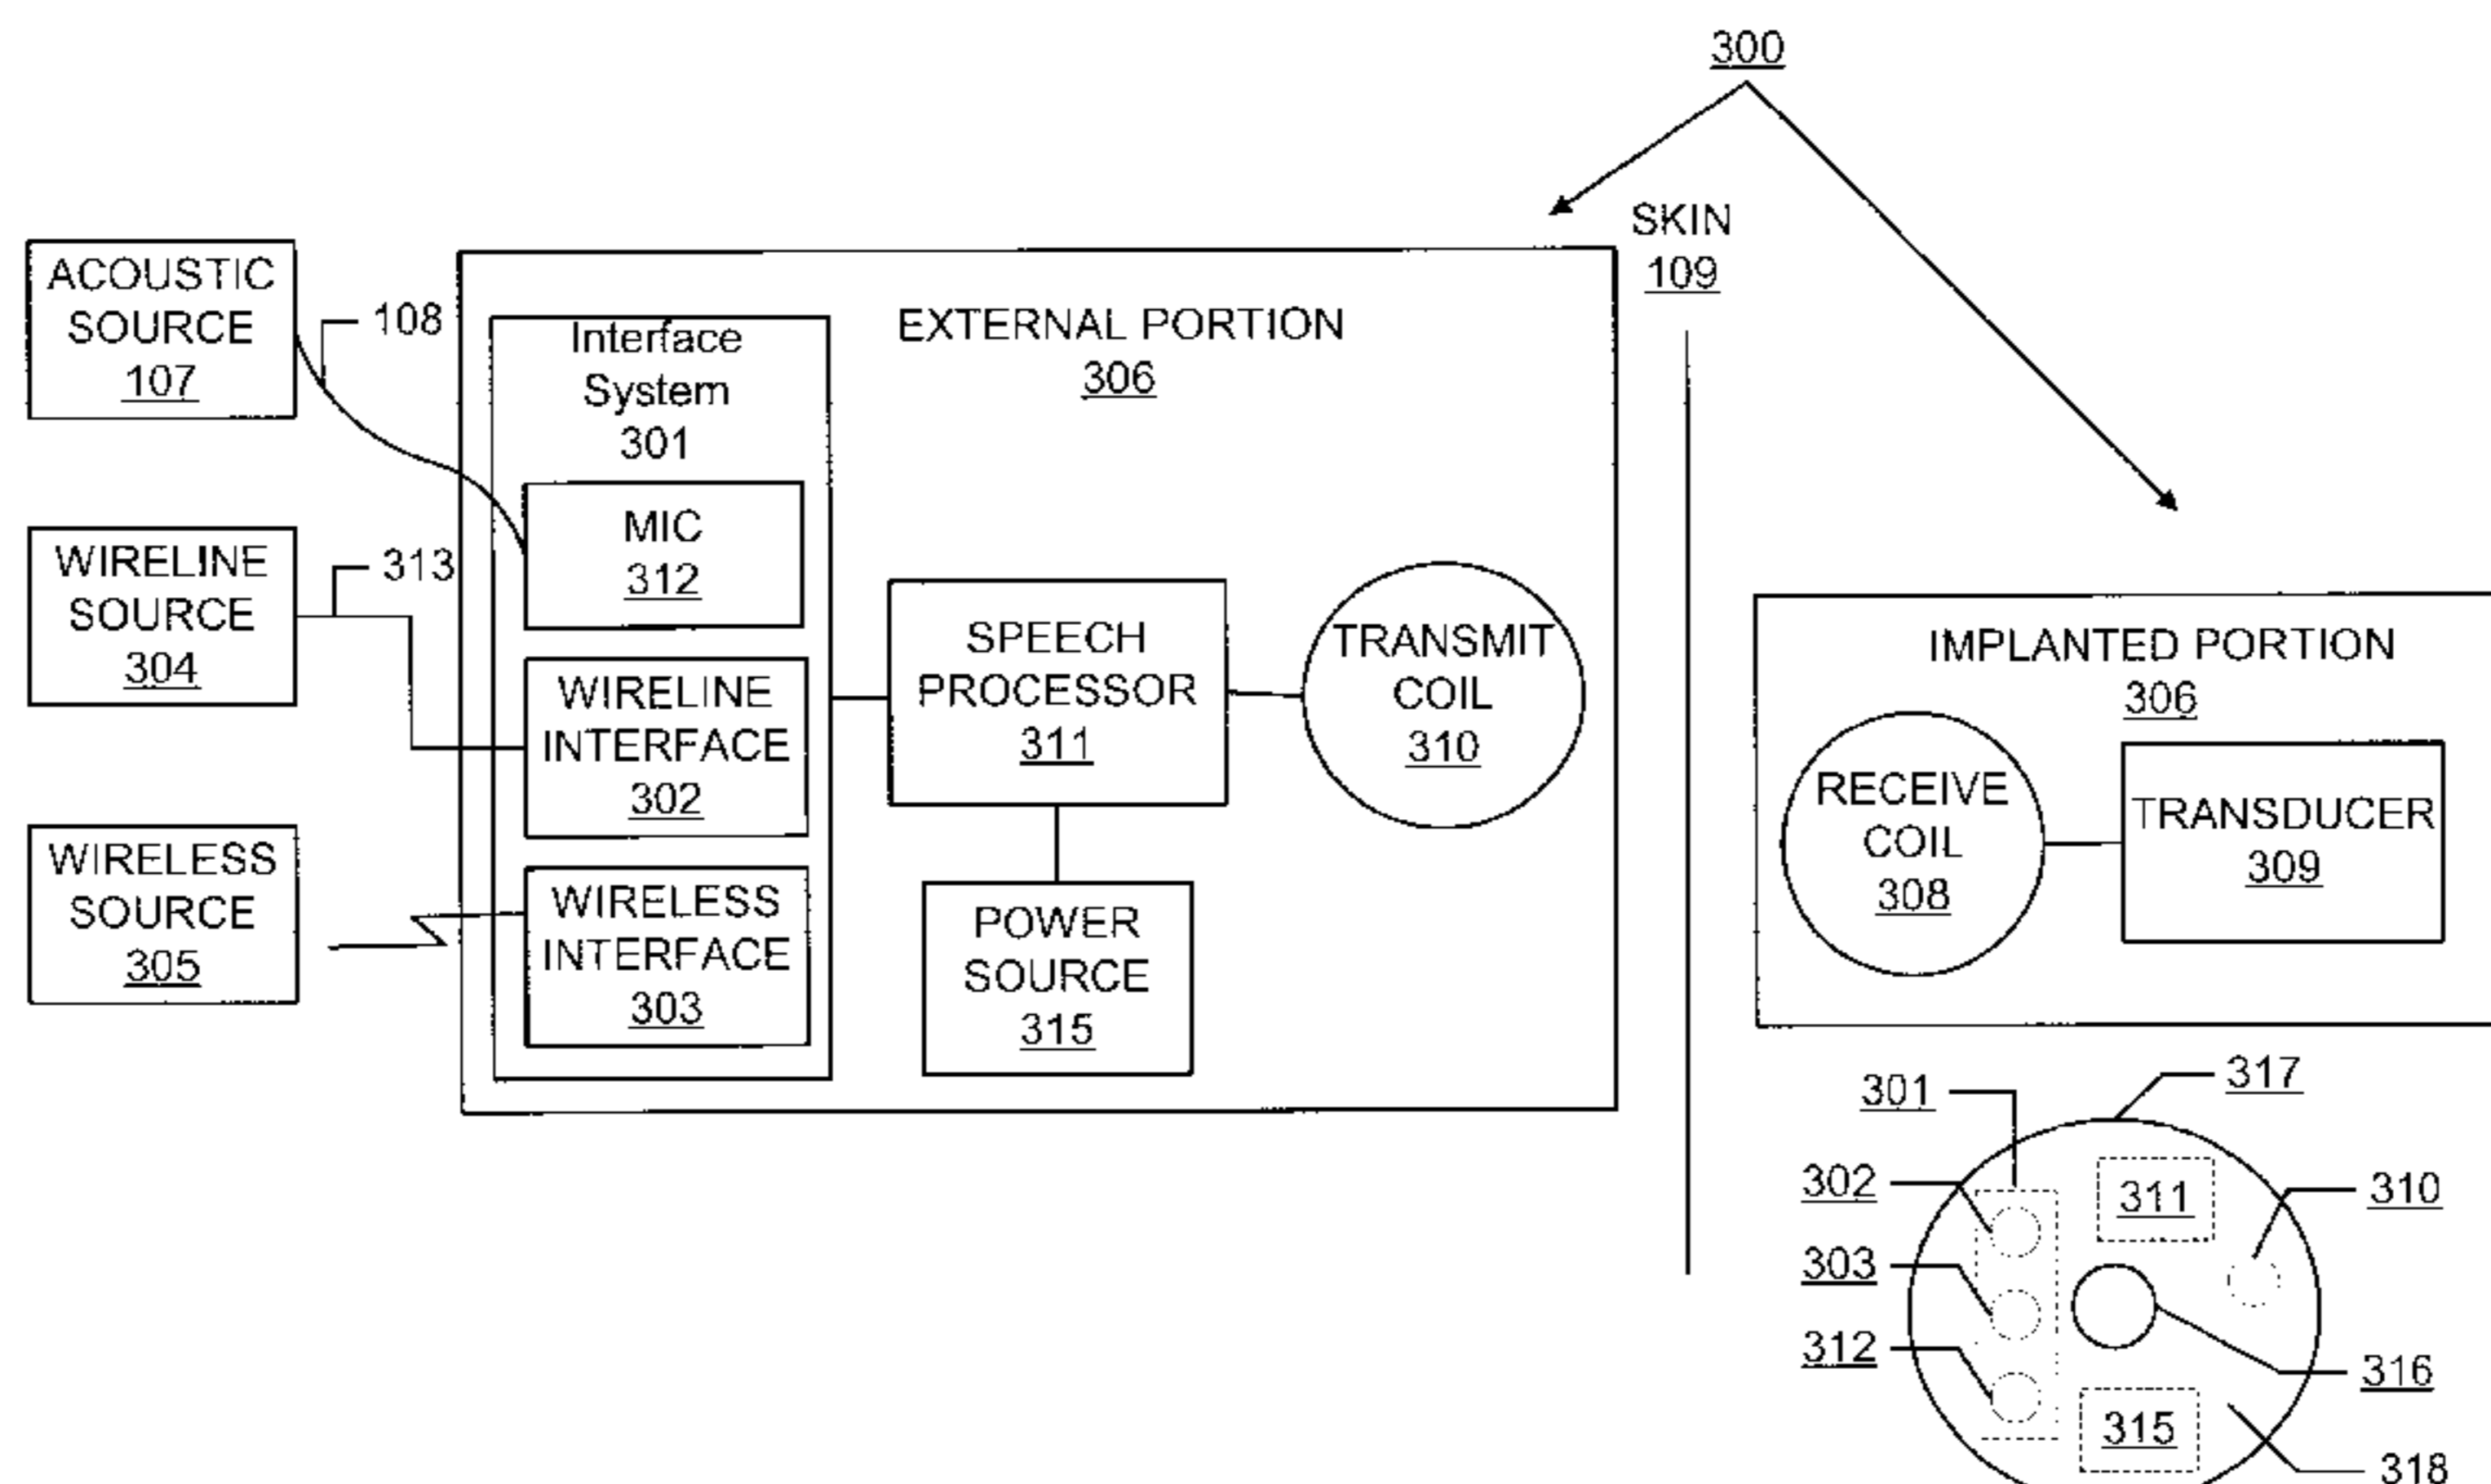 300
SKIN
109
ACOUSTIC
SOURCE
107
108
WIRELINE
SOURCE
304
313
WIRELESS
SOURCE
305
EXTERNAL PORTION
306
Interface
System
301
MIC
312
WIRELINE
INTERFACE
302
WIRELESS
INTERFACE
303
SPEECH
PROCESSOR
311
POWER
SOURCE
315
TRANSMIT
COIL
310
IMPLANTED PORTION
306
RECEIVE
COIL
308
TRANSDUCER
309
317
301
302
303
312
311
310
316
315
318